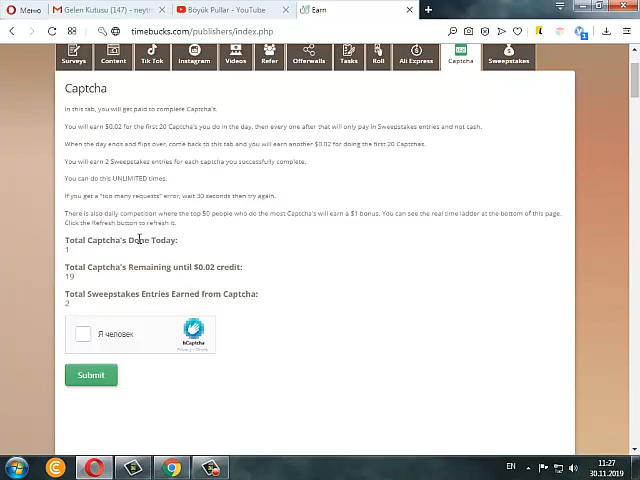 Меню
Gelen Kutusu (147) - neytm
Böyük Pullar - YouTube
Earn
timebucks.com/publishers/index.php
Surveys
Content
Tik Tok
Instagram
Videos
Refer
Offerwalls
Tasks
Roll
Ali Express
Captcha
Sweepstakes
Captcha
In this tab, you will get paid to complete Captcha's.
You will earn $0.02 for the first 20 Captcha's you do in the day, then every one after that will only pay in Sweepstakes entries and not cash.
When the day ends and flips over, come back to this tab and you will earn another $0.02 for doing the first 20 Captchas.
You will earn 2 Sweepstakes entries for each captcha you successfully complete.
You can do this UNLIMITED times.
If you get a "too many requests" error, wait 30 seconds then try again.
There is also daily competition where the top 50 people who do the most Captcha's will earn a $1 bonus. You can see the real time ladder at the bottom of this page.
Click the Refresh button to refresh it.
Total Captcha's Done Today:
1
Total Captcha's Remaining until $0.02 credit:
19
Total Sweepstakes Entries Earned from Captcha:
2
Я человек
hCaptcha
Submit
EN
11:27
30.11.2019